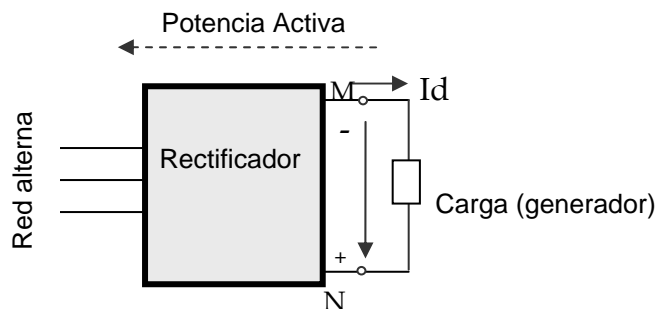 Potencia Activa
M
Id
-
Rectificador
Red alterna
Carga (generador)
+
N